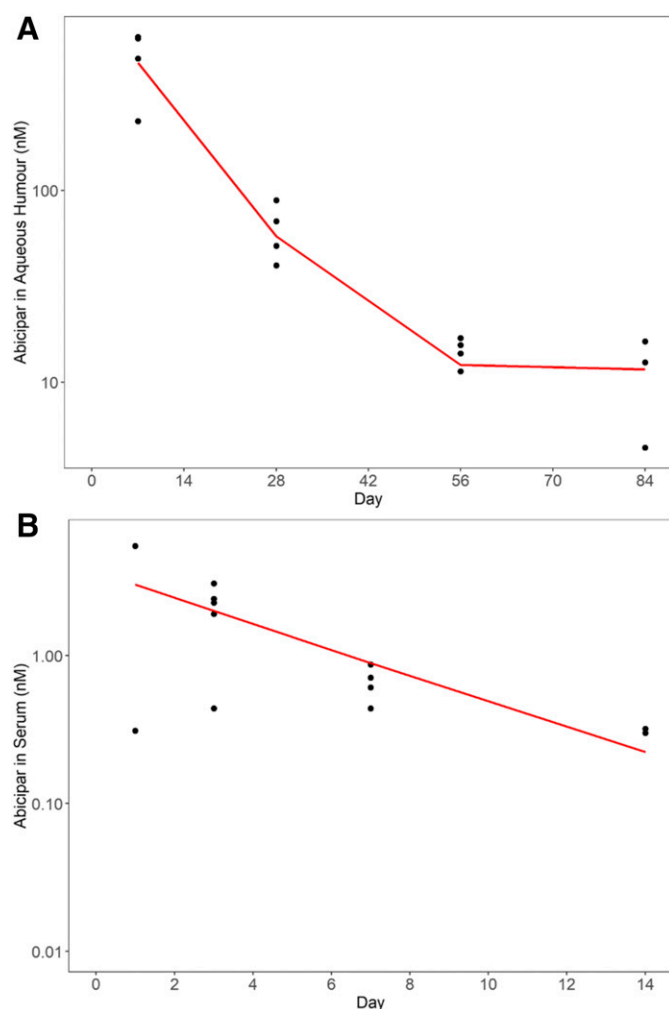 A
Abicipar in Aqueous Humour (nM)
100
10
0 14 28 42 56 70 84
Day
B
Abicipar in Serum (nM)
1.00
0.10
0.01
0 2 4 6 8 10 12 14
Day